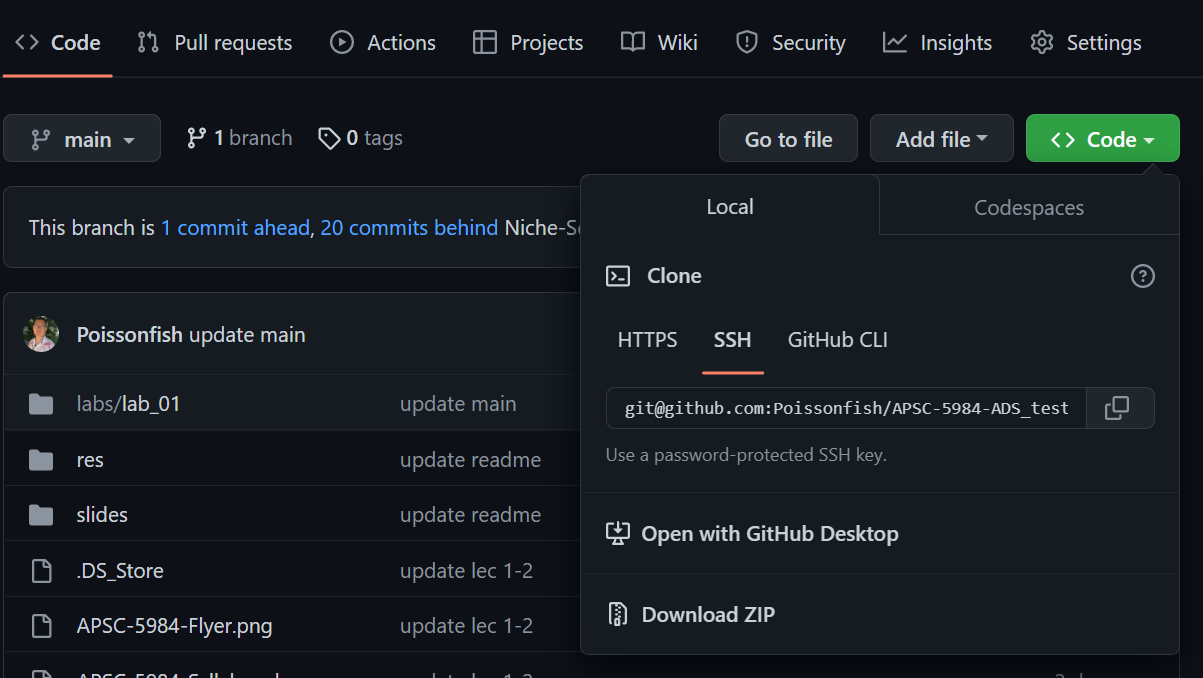 Code Pull requests Actions Projects Wiki Security Insights Settings
main 1 branch 0 tags Go to file Add file Code
This branch is 1 commit ahead, 20 commits behind
Local Codespaces
Clone
HTTPS SSH GitHub CLI
git@github.com:Poissonfish/APSC-5984-ADS_test
Use a password-protected SSH key.
Open with GitHub Desktop
Download ZIP
Poissonfish update main
labs/lab_01 update main
res update readme
slides update readme
.DS_Store update lec 1-2
APSC-5984-Flyer.png update lec 1-2